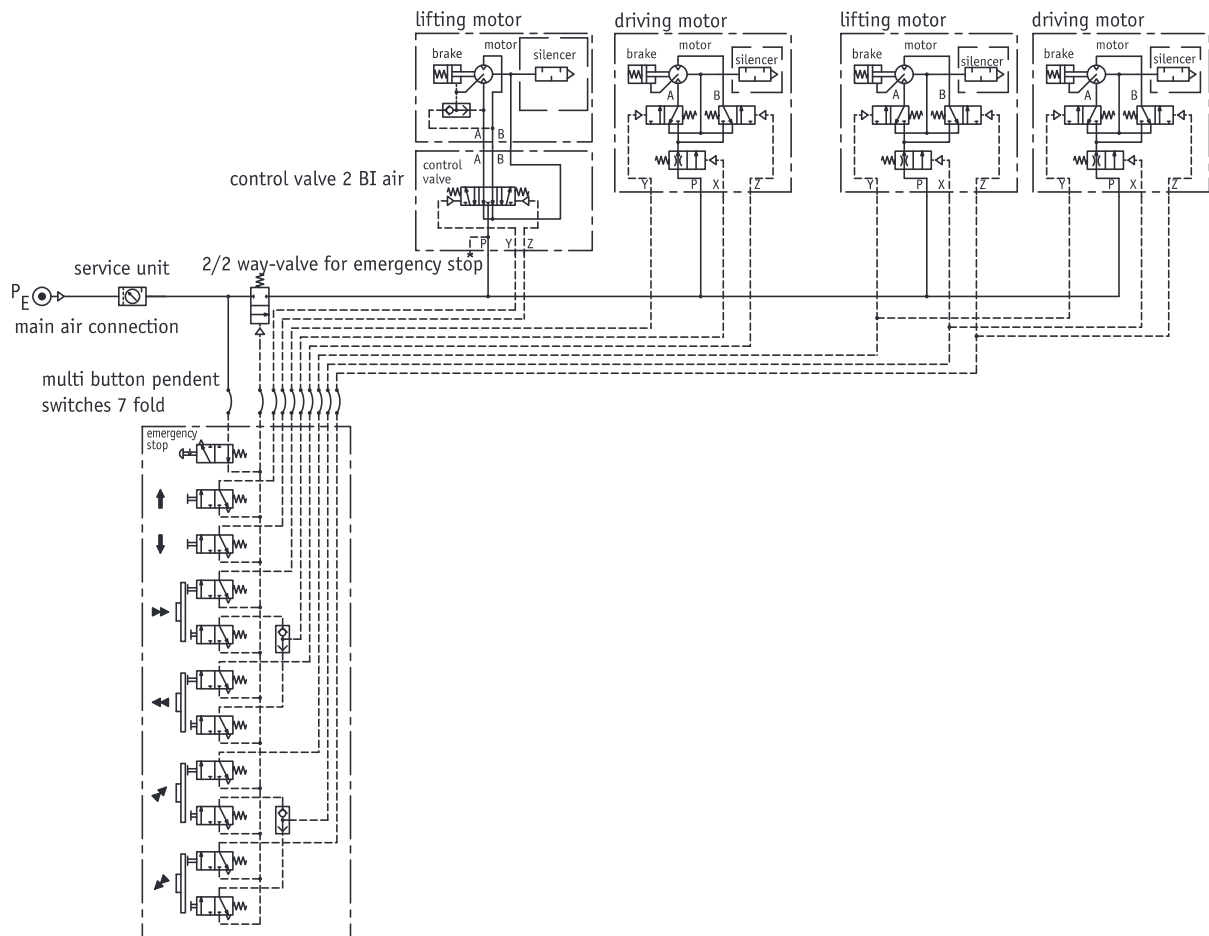 lifting motor
driving motor
lifting motor
driving motor
brake
motor
silencer
brake
motor
silencer
brake
motor
silencer
brake
motor
silencer
A B
A B
A B
A B
A B
control
valve
control valve 2 BI air
P Y Z
*
Y P X Z
Y P X Z
Y P X Z
2/2 way-valve for emergency stop
service unit
PE
main air connection
multi button pendent
switches 7 fold
emergency
stop